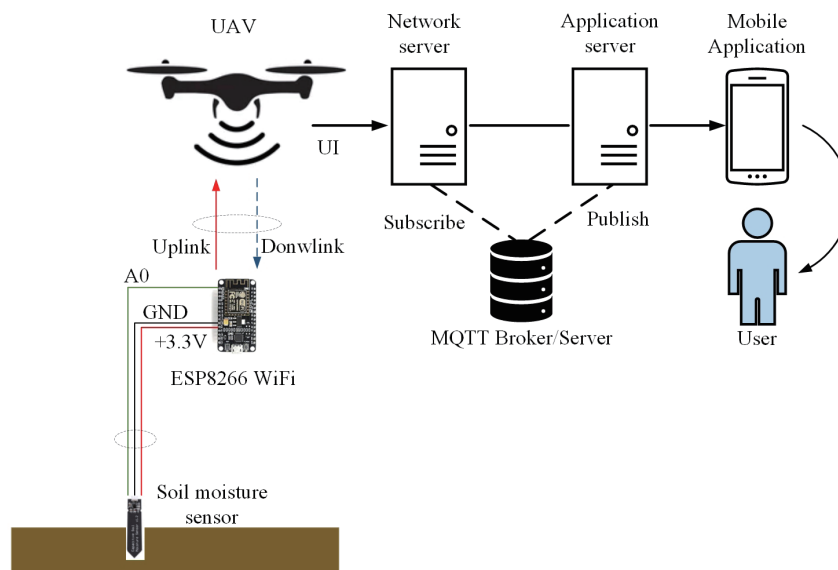 UAV
Network
server
Application
server
Mobile
Application
UI
Subscribe
Publish
Uplink
Donwlink
A0
GND
+3.3V
MQTT Broker/Server
User
ESP8266 WiFi
Soil moisture
sensor